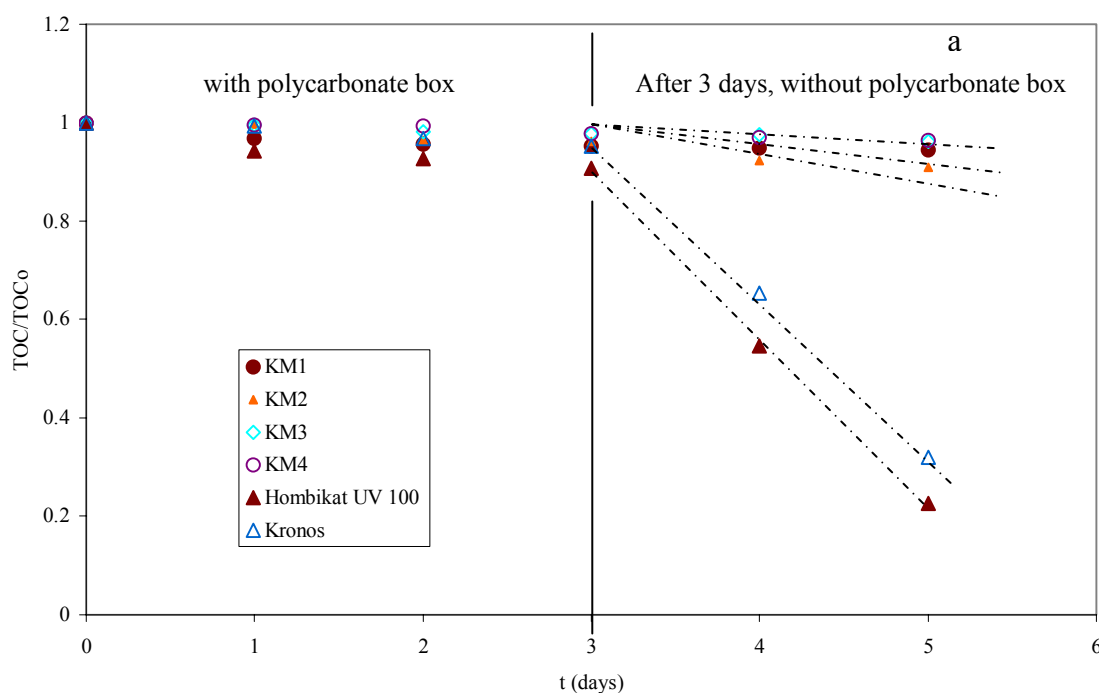 1.2
a
with polycarbonate box
After 3 days, without polycarbonate box
1
0.8
TOC/TOCo
0.6
KM1
KM2
KM3
KM4
Hombikat UV 100
Kronos
0.4
0.2
0
0 1 2 3 4 5 6
t (days)